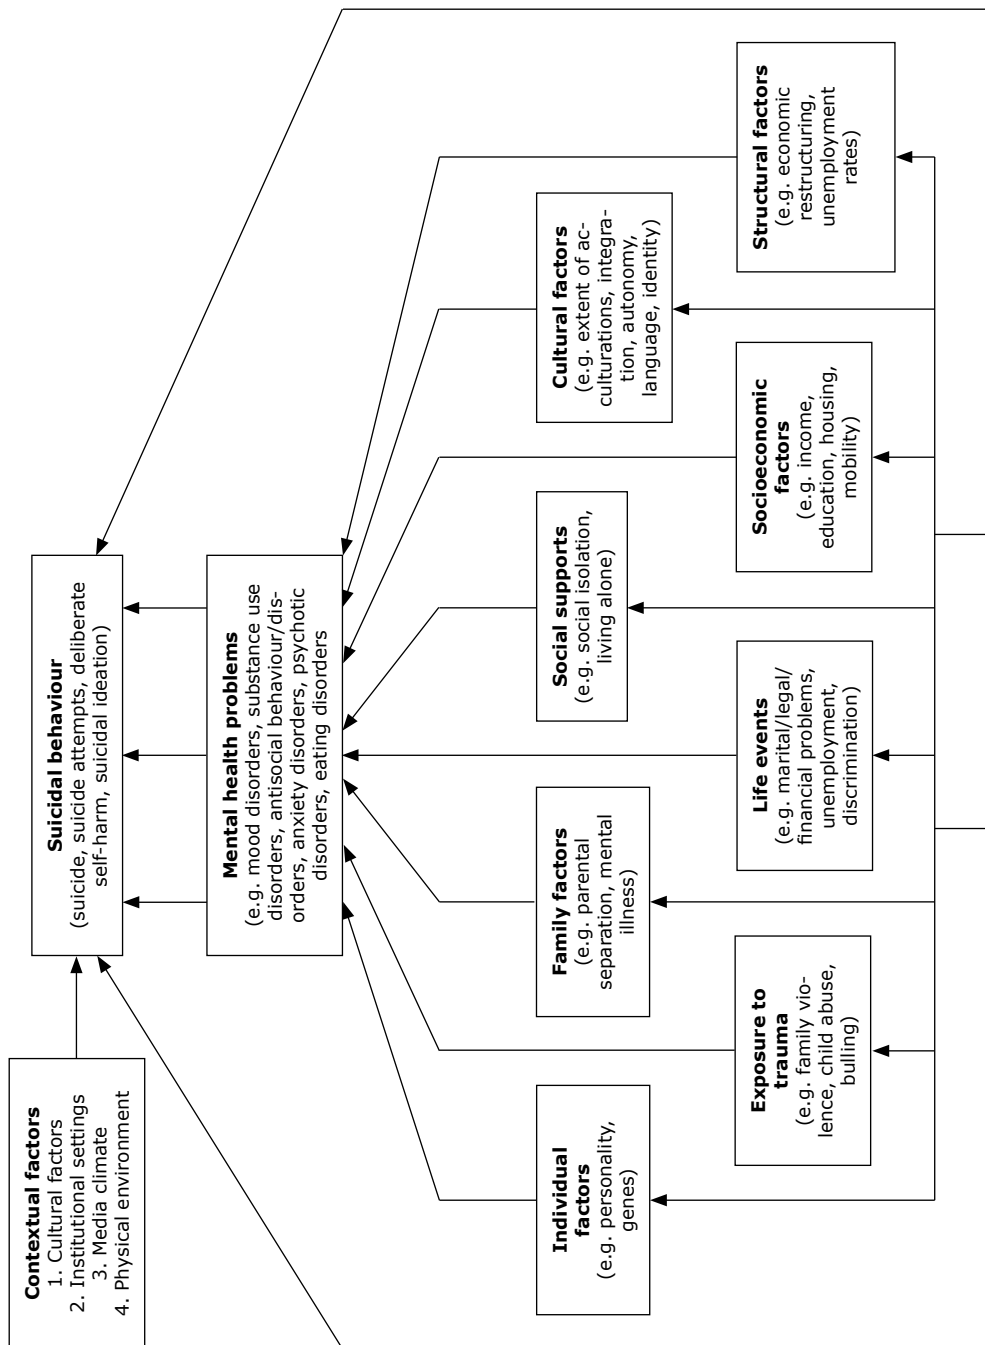 Contextual factors
1. Cultural factors
2. Institutional settings
3. Media climate
4. Physical environment
Suicidal behaviour
(suicide, suicide attempts, deliberate
self-harm, suicidal ideation)
Mental health problems
(e.g. mood disorders, substance use
disorders, antisocial behaviour/dis-
orders, anxiety disorders, psychotic
disorders, eating disorders
Individual
factors
(e.g. personality,
genes)
Family factors
(e.g. parental
separation, mental
illness)
Social supports
(e.g. social isolation,
living alone)
Cultural factors
(e.g. extent of ac-
culturations, integra-
tion, autonomy,
language, identity)
Exposure to
trauma
(e.g. family vio-
lence, child abuse,
bulling)
Life events
(e.g. marital/legal/
financial problems,
unemployment,
discrimination)
Socioeconomic
factors
(e.g. income,
education, housing,
mobility)
Structural factors
(e.g. economic
restructuring,
unemployment
rates)